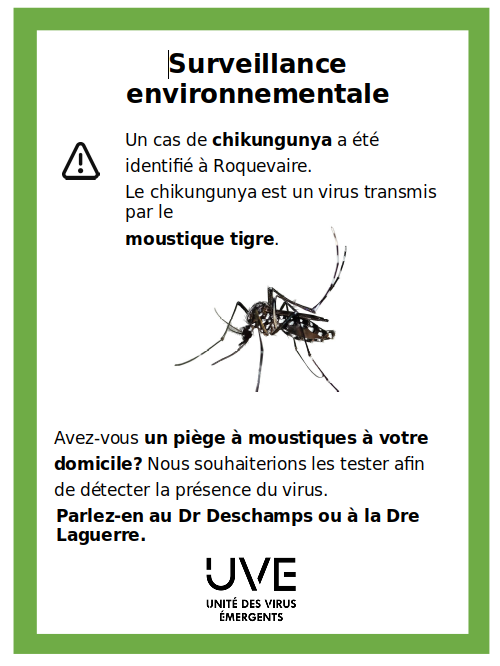 Surveillance
environnementale
Un cas de chikungunya a été
identifié à Roquevaire.
Le chikungunya est un virus transmis
par le
moustique tigre.
Avez-vous un piège à moustiques à votre
domicile? Nous souhaiterions les tester afin
de détecter la présence du virus.
Parlez-en au Dr Deschamps ou à la Dre
Laguerre.
UVE
UNITÉ DES VIRUS
ÉMERGENTS